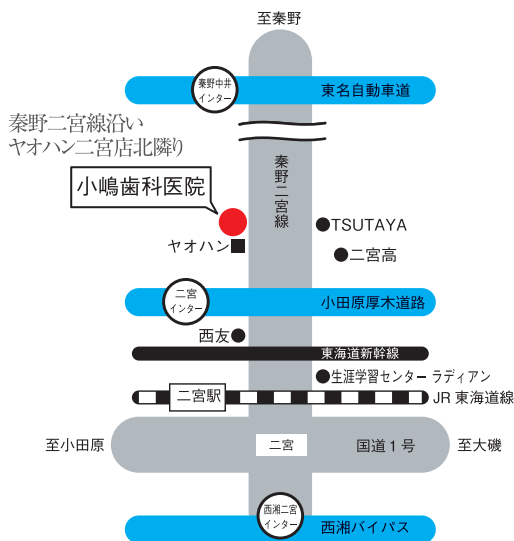 至秦野
秦野中井
インター
東名自動車道
秦野二宮線沿い
ヤオハン二宮店北隣り
小嶋歯科医院
秦野二宮線
TSUTAYA
ヤオハン
二宮高
二宮
インター
小田原厚木道路
西友
東海道新幹線
生涯学習センター ラディアン
二宮駅
JR東海道線
至小田原
二宮
国道1号
至大磯
西湘二宮
インター
西湘バイパス